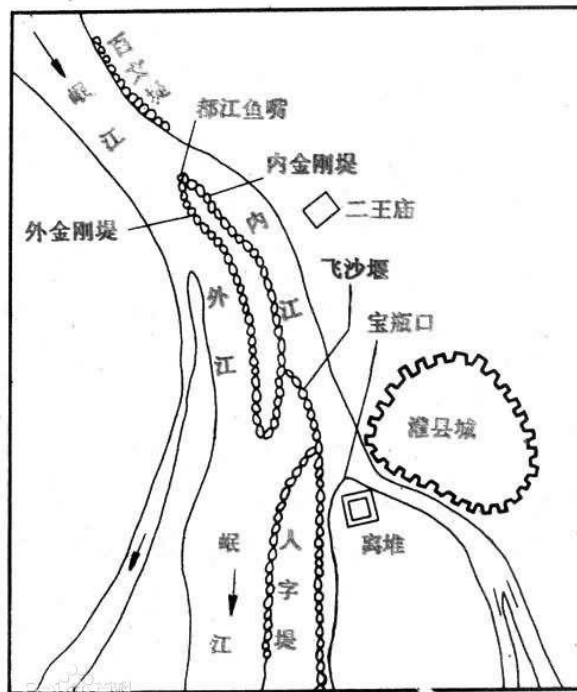 百丈堤
岷江
都江鱼嘴
内金刚堤
二王庙
外金刚堤
内江
飞沙堰
外江
宝瓶口
灌县城
离堆
岷江
人字堤